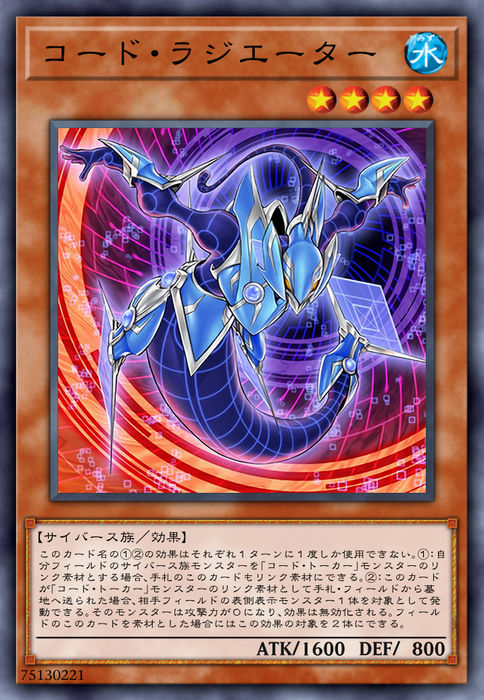 コード・ラジエーター
みず
水
【サイバース族/効果】
このカード名の①②の効果はそれぞれ1ターンに1度しか使用できない。①:自
分フィールドのサイバース族モンスターを「コード・トーカー」モンスターのリ
ンク素材とする場合、手札のこのカードもリンク素材にできる。②:このカード
が「コード・トーカー」モンスターのリンク素材として手札・フィールドから墓
地へ送られた場合、相手フィールドの表側表示モンスター1体を対象として発
動できる。そのモンスターは攻撃力が0になり、効果は無効化される。フィール
ドのこのカードを素材とした場合にはこの効果の対象を2体にできる。
ATK/1600 DEF/ 800
75130221